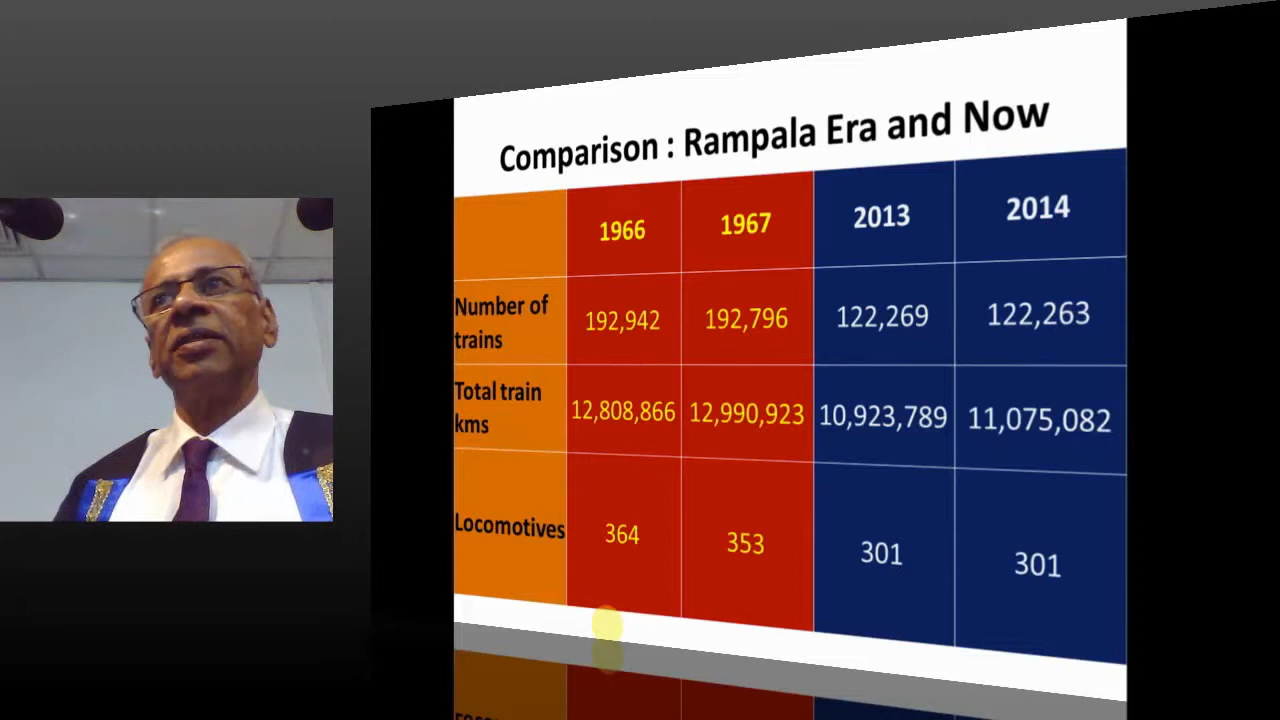 Comparison : Rampala Era and Now
1966 1967 2013 2014
Number of
trains 192,942 192,796 122,269 122,263
Total train
kms 12,808,866 12,990,923 10,923,789 11,075,082
Locomotives 364 353 301 301